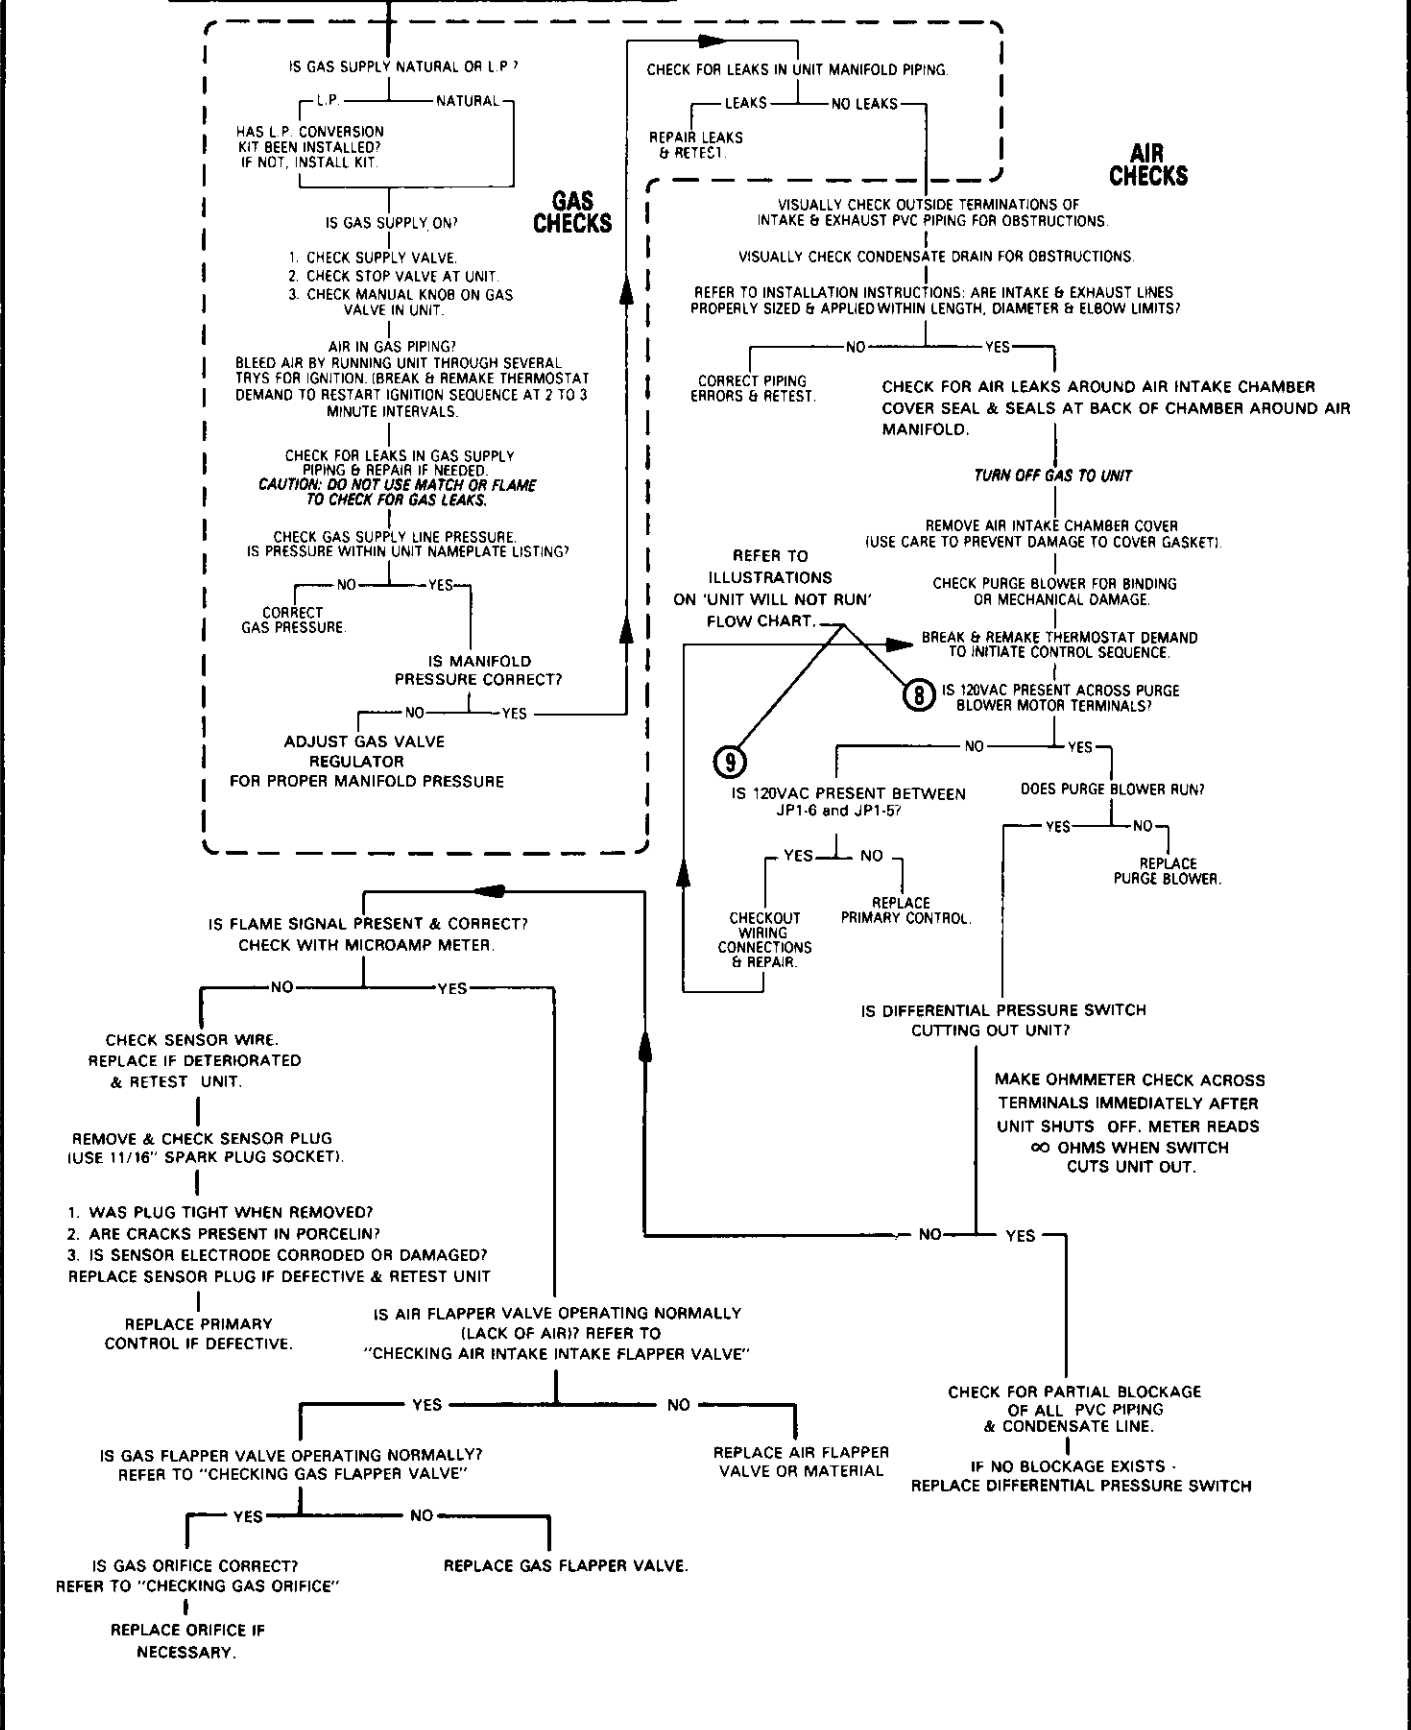 IS GAS SUPPLY NATURAL OR L.P.?
L.P.
NATURAL
HAS L.P. CONVERSION
KIT BEEN INSTALLED?
IF NOT, INSTALL KIT.
GAS
CHECKS
IS GAS SUPPLY ON?
1. CHECK SUPPLY VALVE.
2. CHECK STOP VALVE AT UNIT.
3. CHECK MANUAL KNOB ON GAS
VALVE IN UNIT.
AIR IN GAS PIPING?
BLEED AIR BY RUNNING UNIT THROUGH SEVERAL
TRYS FOR IGNITION. (BREAK & REMAKE THERMOSTAT
DEMAND TO RESTART IGNITION SEQUENCE AT 2 TO 3
MINUTE INTERVALS.
CHECK FOR LEAKS IN GAS SUPPLY
PIPING & REPAIR IF NEEDED.
CAUTION: DO NOT USE MATCH OR FLAME
TO CHECK FOR GAS LEAKS.
CHECK GAS SUPPLY LINE PRESSURE.
IS PRESSURE WITHIN UNIT NAMEPLATE LISTING?
NO
YES
CORRECT
GAS PRESSURE.
IS MANIFOLD
PRESSURE CORRECT?
NO
YES
ADJUST GAS VALVE
REGULATOR
FOR PROPER MANIFOLD PRESSURE
CHECK FOR LEAKS IN UNIT MANIFOLD PIPING.
LEAKS
NO LEAKS
REPAIR LEAKS
& RETEST.
AIR
CHECKS
VISUALLY CHECK OUTSIDE TERMINATIONS OF
INTAKE & EXHAUST PVC PIPING FOR OBSTRUCTIONS.
VISUALLY CHECK CONDENSATE DRAIN FOR OBSTRUCTIONS.
REFER TO INSTALLATION INSTRUCTIONS: ARE INTAKE & EXHAUST LINES
PROPERLY SIZED & APPLIED WITHIN LENGTH, DIAMETER & ELBOW LIMITS?
NO
YES
CORRECT PIPING
ERRORS & RETEST.
CHECK FOR AIR LEAKS AROUND AIR INTAKE CHAMBER
COVER SEAL & SEALS AT BACK OF CHAMBER AROUND AIR
MANIFOLD.
TURN OFF GAS TO UNIT
REMOVE AIR INTAKE CHAMBER COVER
(USE CARE TO PREVENT DAMAGE TO COVER GASKET).
REFER TO
ILLUSTRATIONS
ON 'UNIT WILL NOT RUN'
FLOW CHART.
CHECK PURGE BLOWER FOR BINDING
OR MECHANICAL DAMAGE.
BREAK & REMAKE THERMOSTAT DEMAND
TO INITIATE CONTROL SEQUENCE.
8
IS 120VAC PRESENT ACROSS PURGE
BLOWER MOTOR TERMINALS?
NO
YES
9
IS 120VAC PRESENT BETWEEN
JP1-6 and JP1-5?
DOES PURGE BLOWER RUN?
YES
NO
YES
NO
REPLACE
PURGE BLOWER.
CHECKOUT
WIRING
CONNECTIONS
& REPAIR.
REPLACE
PRIMARY CONTROL.
IS DIFFERENTIAL PRESSURE SWITCH
CUTTING OUT UNIT?
MAKE OHMMETER CHECK ACROSS
TERMINALS IMMEDIATELY AFTER
UNIT SHUTS OFF. METER READS
∞ OHMS WHEN SWITCH
CUTS UNIT OUT.
NO
YES
CHECK FOR PARTIAL BLOCKAGE
OF ALL PVC PIPING
& CONDENSATE LINE.
IF NO BLOCKAGE EXISTS -
REPLACE DIFFERENTIAL PRESSURE SWITCH
IS FLAME SIGNAL PRESENT & CORRECT?
CHECK WITH MICROAMP METER.
NO
YES
CHECK SENSOR WIRE.
REPLACE IF DETERIORATED
& RETEST UNIT.
REMOVE & CHECK SENSOR PLUG
(USE 11/16" SPARK PLUG SOCKET).
1. WAS PLUG TIGHT WHEN REMOVED?
2. ARE CRACKS PRESENT IN PORCELIN?
3. IS SENSOR ELECTRODE CORRODED OR DAMAGED?
REPLACE SENSOR PLUG IF DEFECTIVE & RETEST UNIT
REPLACE PRIMARY
CONTROL IF DEFECTIVE.
IS AIR FLAPPER VALVE OPERATING NORMALLY
(LACK OF AIR)? REFER TO
"CHECKING AIR INTAKE INTAKE FLAPPER VALVE"
YES
NO
IS GAS FLAPPER VALVE OPERATING NORMALLY?
REFER TO "CHECKING GAS FLAPPER VALVE"
REPLACE AIR FLAPPER
VALVE OR MATERIAL
YES
NO
IS GAS ORIFICE CORRECT?
REFER TO "CHECKING GAS ORIFICE"
REPLACE GAS FLAPPER VALVE.
REPLACE ORIFICE IF
NECESSARY.